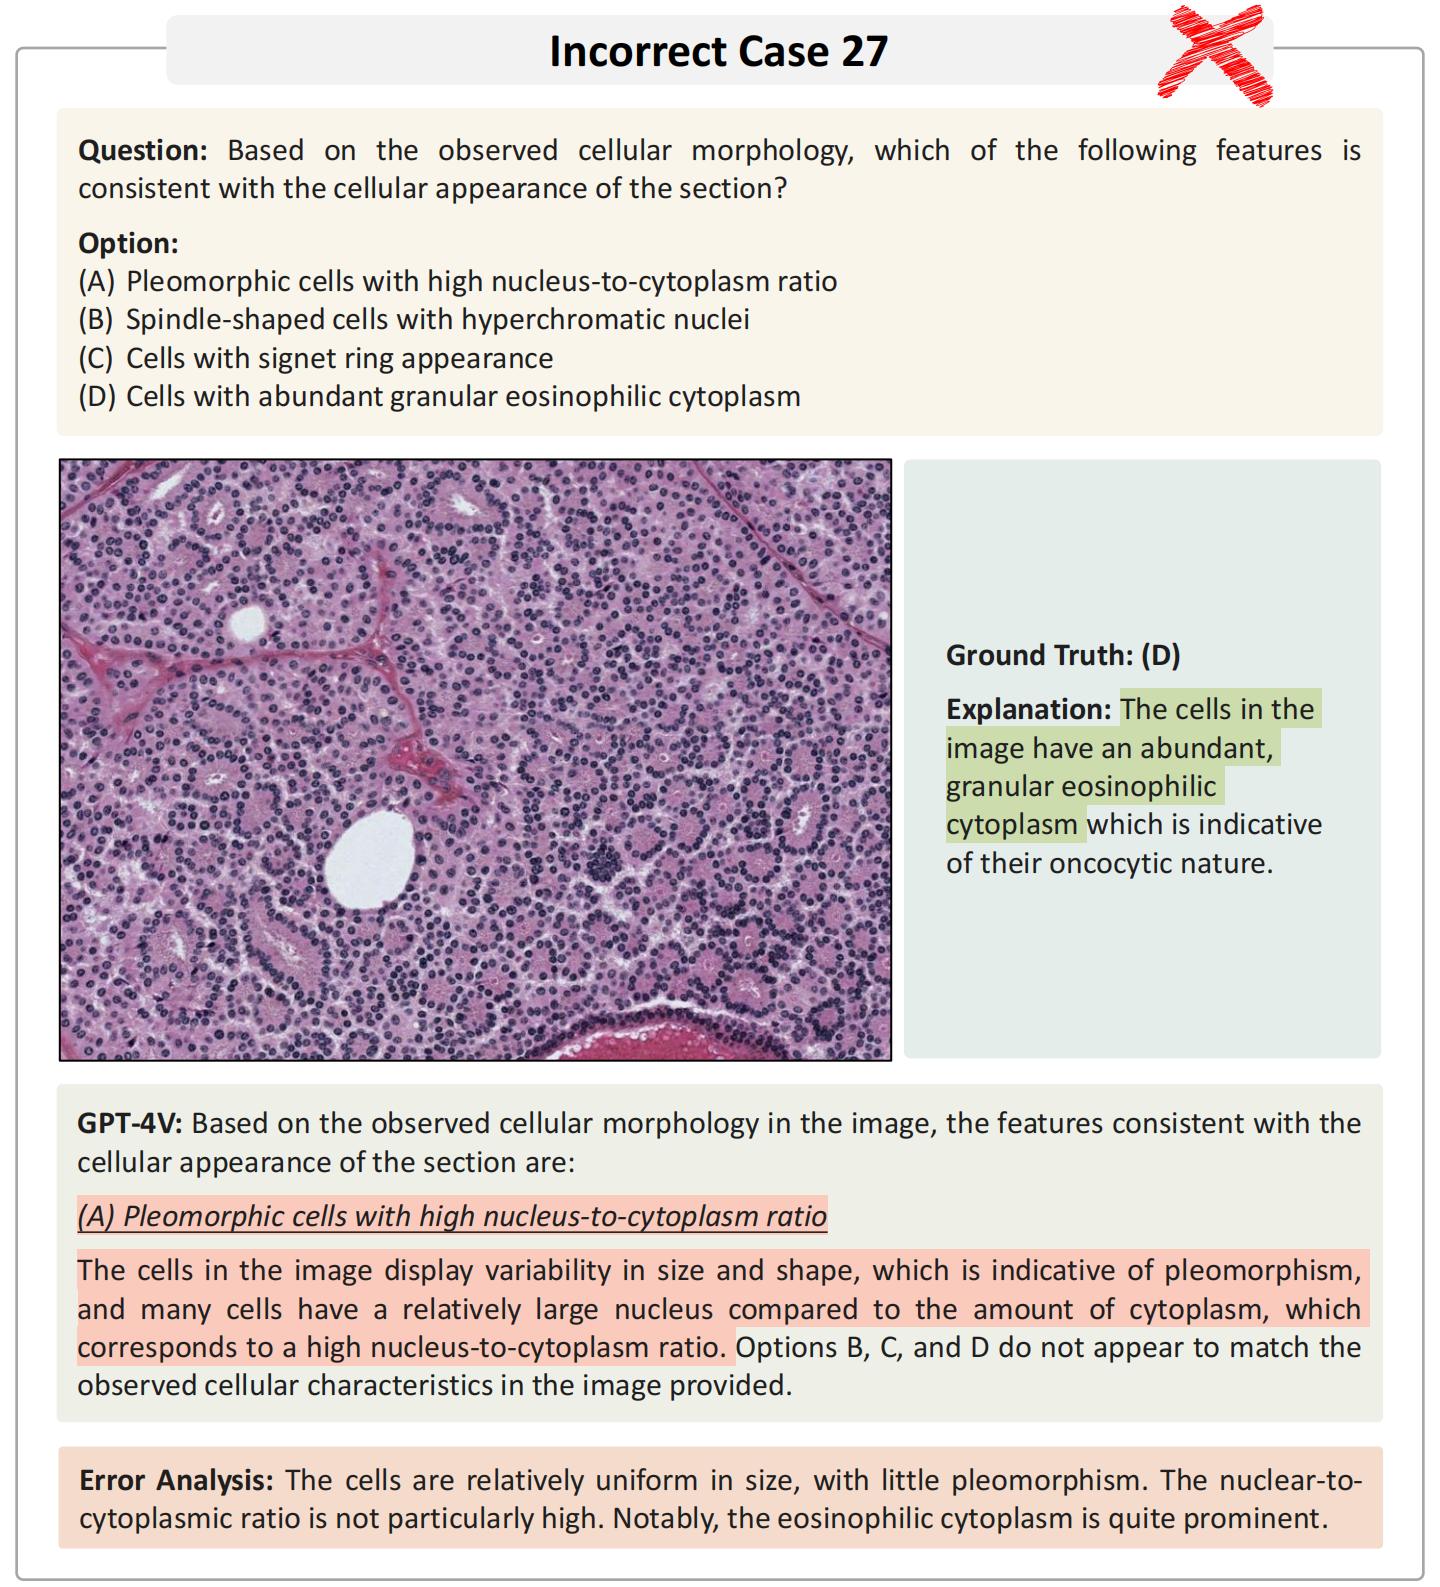 Incorrect Case 27
Question: Based on the observed cellular morphology, which of the following features is
consistent with the cellular appearance of the section?
Option:
(A) Pleomorphic cells with high nucleus-to-cytoplasm ratio
(B) Spindle-shaped cells with hyperchromatic nuclei
(C) Cells with signet ring appearance
(D) Cells with abundant granular eosinophilic cytoplasm
Ground Truth: (D)
Explanation: The cells in the
image have an abundant,
granular eosinophilic
cytoplasm which is indicative
of their oncocytic nature.
GPT-4V: Based on the observed cellular morphology in the image, the features consistent with the
cellular appearance of the section are:
(A) Pleomorphic cells with high nucleus-to-cytoplasm ratio
The cells in the image display variability in size and shape, which is indicative of pleomorphism,
and many cells have a relatively large nucleus compared to the amount of cytoplasm, which
corresponds to a high nucleus-to-cytoplasm ratio. Options B, C, and D do not appear to match the
observed cellular characteristics in the image provided.
Error Analysis: The cells are relatively uniform in size, with little pleomorphism. The nuclear-to-
cytoplasmic ratio is not particularly high. Notably, the eosinophilic cytoplasm is quite prominent.